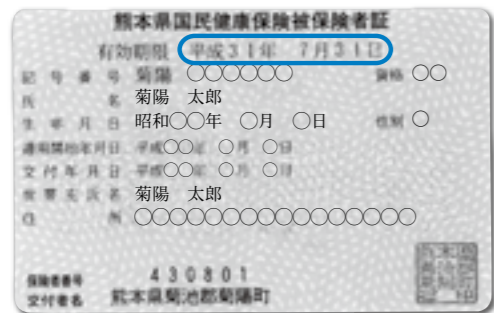 熊本県国民健康保険被保険者証
有効期限 平成31年 7月31日
記号番号 菊陽 〇〇〇〇〇〇 資格 〇〇
氏名 菊陽 太郎
生年月日 昭和〇〇年 〇月 〇日 性別 〇
適用開始年月日 平成〇〇年 〇月 〇日
交付年月日 平成〇〇年 〇月 〇日
世帯主氏名 菊陽 太郎
住所 〇〇〇〇〇〇〇〇〇〇〇〇〇〇〇〇
保険者番号 430801
交付者名 熊本県菊池郡菊陽町